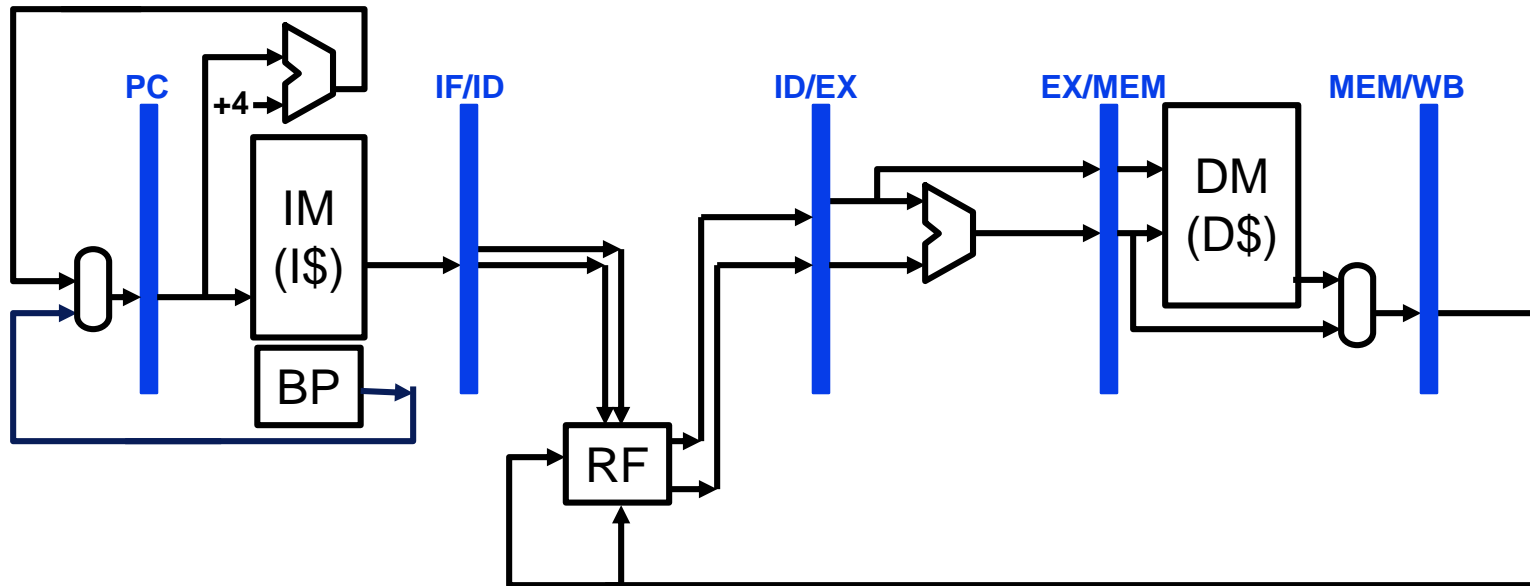 PC
IF/ID
ID/EX
EX/MEM
MEM/WB
+4
IM
(I$)
DM
(D$)
BP
RF